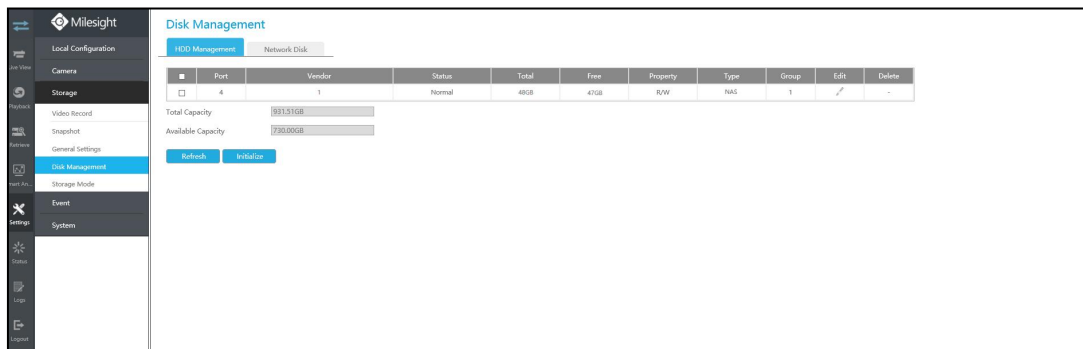 Milesight
Disk Management
HDD Management Network Disk
Local Configuration
Live View
Camera
Port Vendor Status Total Free Property Type Group Edit Delete
Storage
4 1 Normal 48GB 47GB R/W NAS 1 -
Playback
Video Record
Total Capacity 931.51GB
Snapshot
Available Capacity 730.00GB
Retrieve
General Settings
Refresh Initialize
Disk Management
mart An...
Storage Mode
Event
Settings
System
Status
Logs
Logout